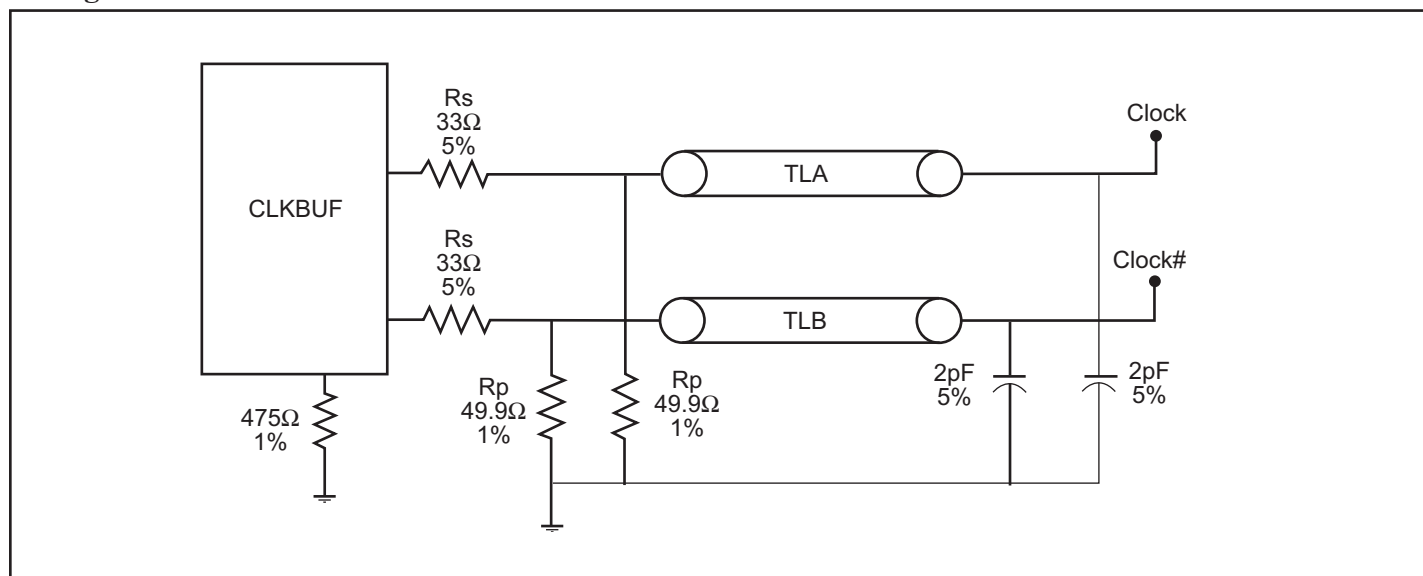 Rs
33Ω
5%
Clock
TLA
CLKBUF
Rs
33Ω
5%
Clock#
TLB
475Ω
1%
Rp
49.9Ω
1%
Rp
49.9Ω
1%
2pF
5%
2pF
5%